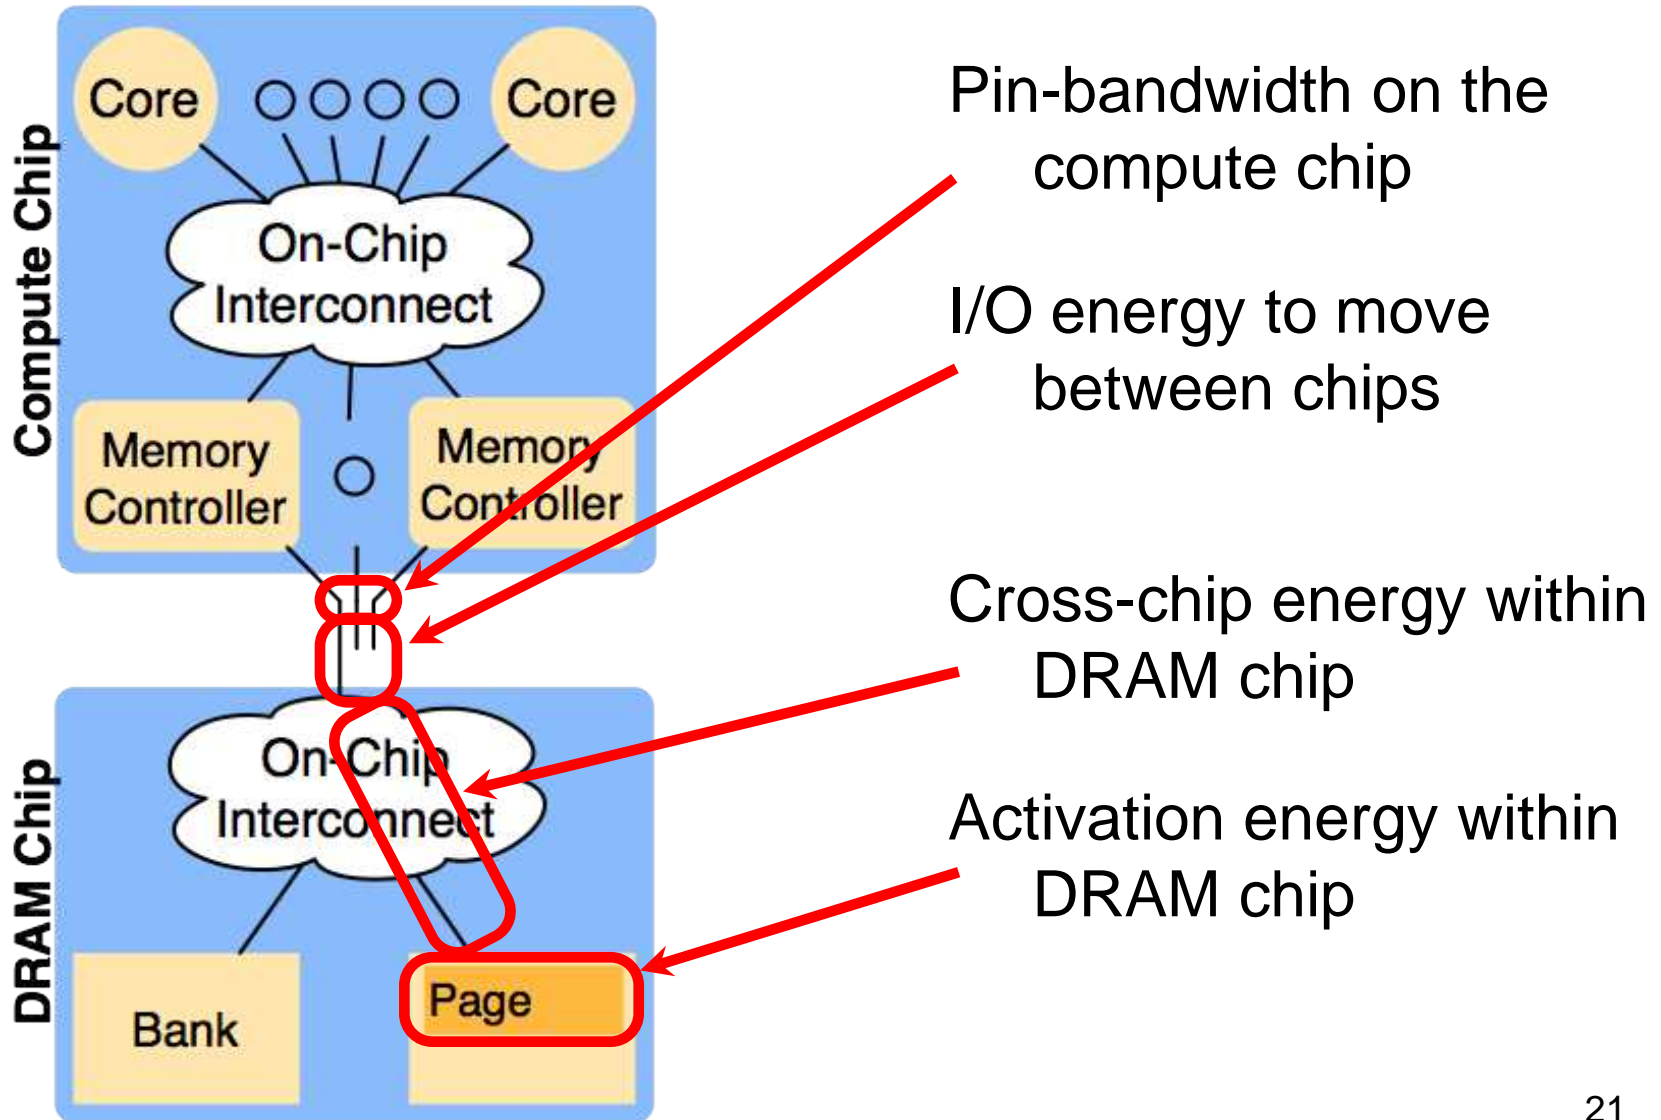 Compute Chip
Core
Core
On-Chip
Interconnect
Memory
Controller
Memory
Controller
DRAM Chip
On-Chip
Interconnect
Bank
Page
Pin-bandwidth on the
compute chip
I/O energy to move
between chips
Cross-chip energy within
DRAM chip
Activation energy within
DRAM chip
21